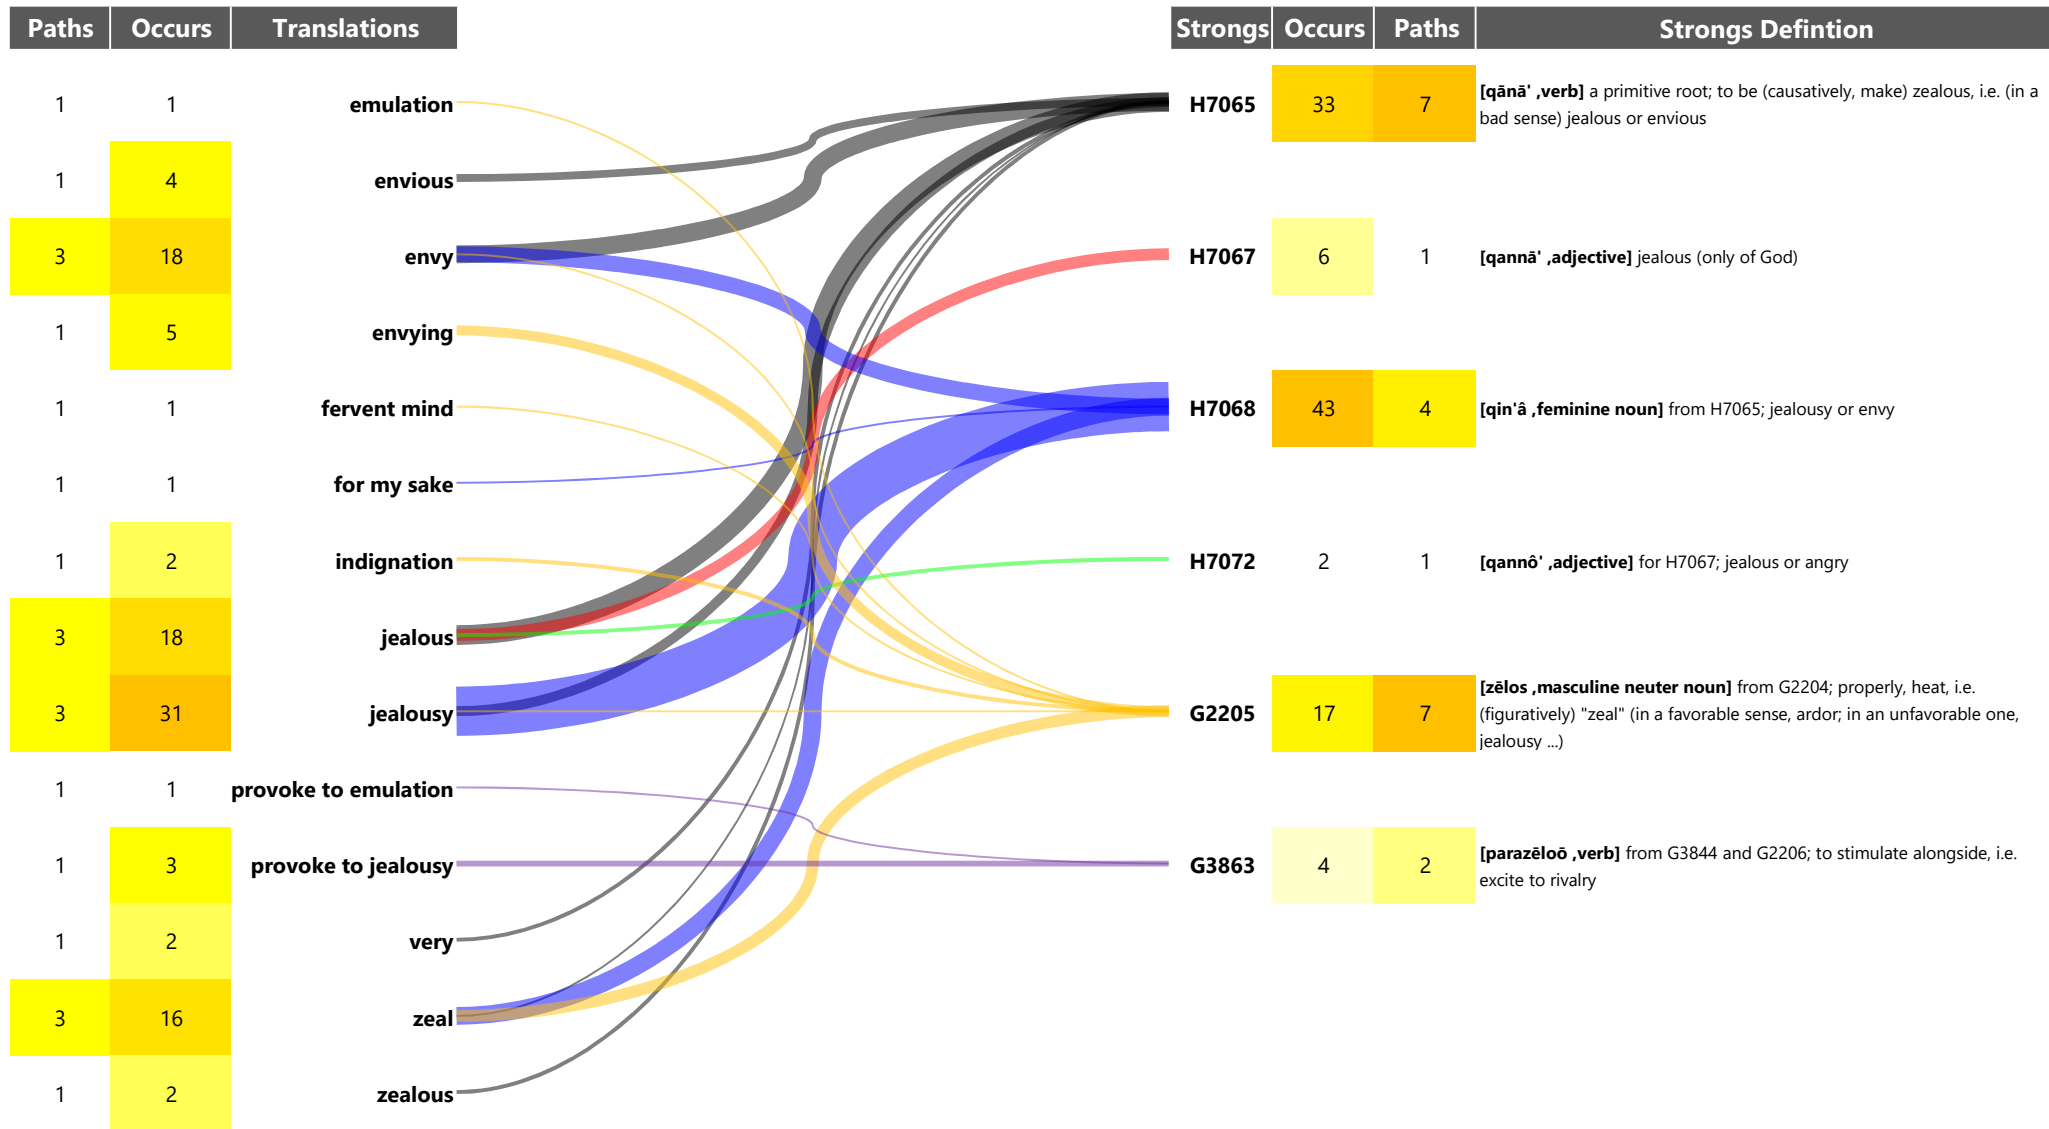 Paths Occurs Translations Strongs Occurs Paths Strongs Defintion
1 1 emulation H7065 33 7 [qānā' ,verb] a primitive root; to be (causatively, make) zealous, i.e. (in a
bad sense) jealous or envious
1 4 envious
3 18 envy H7067 6 1 [qannā' ,adjective] jealous (only of God)
1 5 envying
1 1 fervent mind H7068 43 4 [qin'â ,feminine noun] from H7065; jealousy or envy
1 1 for my sake
1 2 indignation H7072 2 1 [qannô' ,adjective] for H7067; jealous or angry
3 18 jealous
3 31 jealousy G2205 17 7 [zēlos ,masculine neuter noun] from G2204; properly, heat, i.e.
(figuratively) "zeal" (in a favorable sense, ardor; in an unfavorable one,
jealousy ...)
1 1 provoke to emulation
1 3 provoke to jealousy G3863 4 2 [parazēloō ,verb] from G3844 and G2206; to stimulate alongside, i.e.
excite to rivalry
1 2 very
3 16 zeal
1 2 zealous